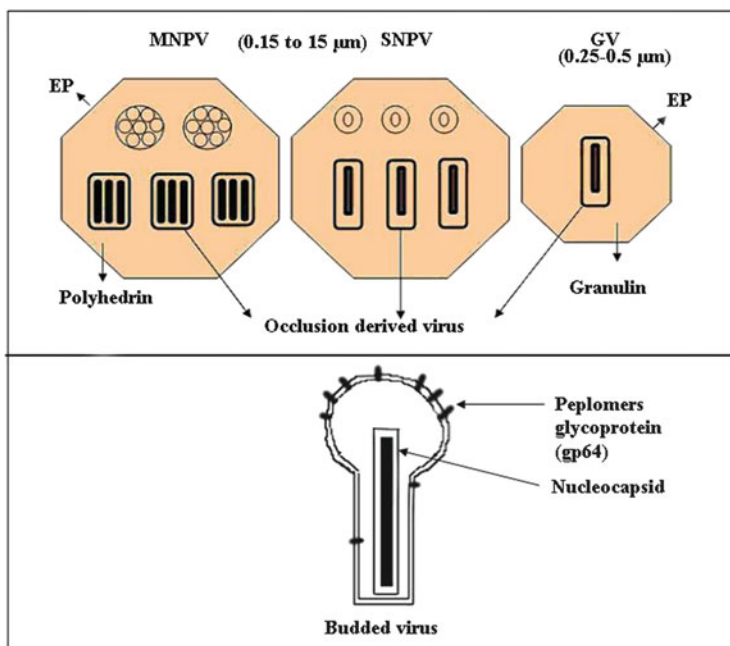 MNPV (0.15 to 15 μm) SNPV
GV
(0.25-0.5 μm)
EP
EP
Polyhedrin
Granulin
Occlusion derived virus
Peplomers
glycoprotein
(gp64)
Nucleocapsid
Budded virus